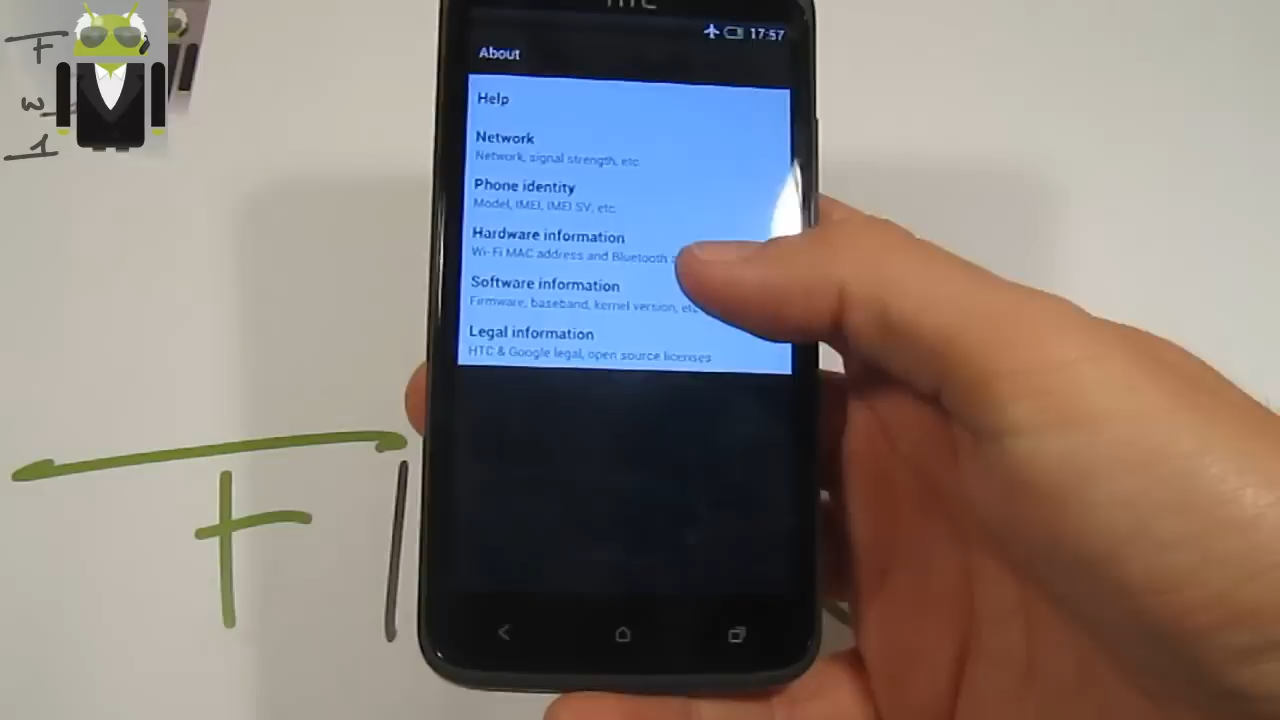 HTC
17:57
About
Help
Network
Network, signal strength, etc.
Phone identity
Model, IMEI, IMEI SV, etc.
Hardware information
Wi-Fi MAC address and Bluetooth
Software information
Firmware, baseband, kernel version, etc.
Legal information
HTC & Google legal, open source licenses
F